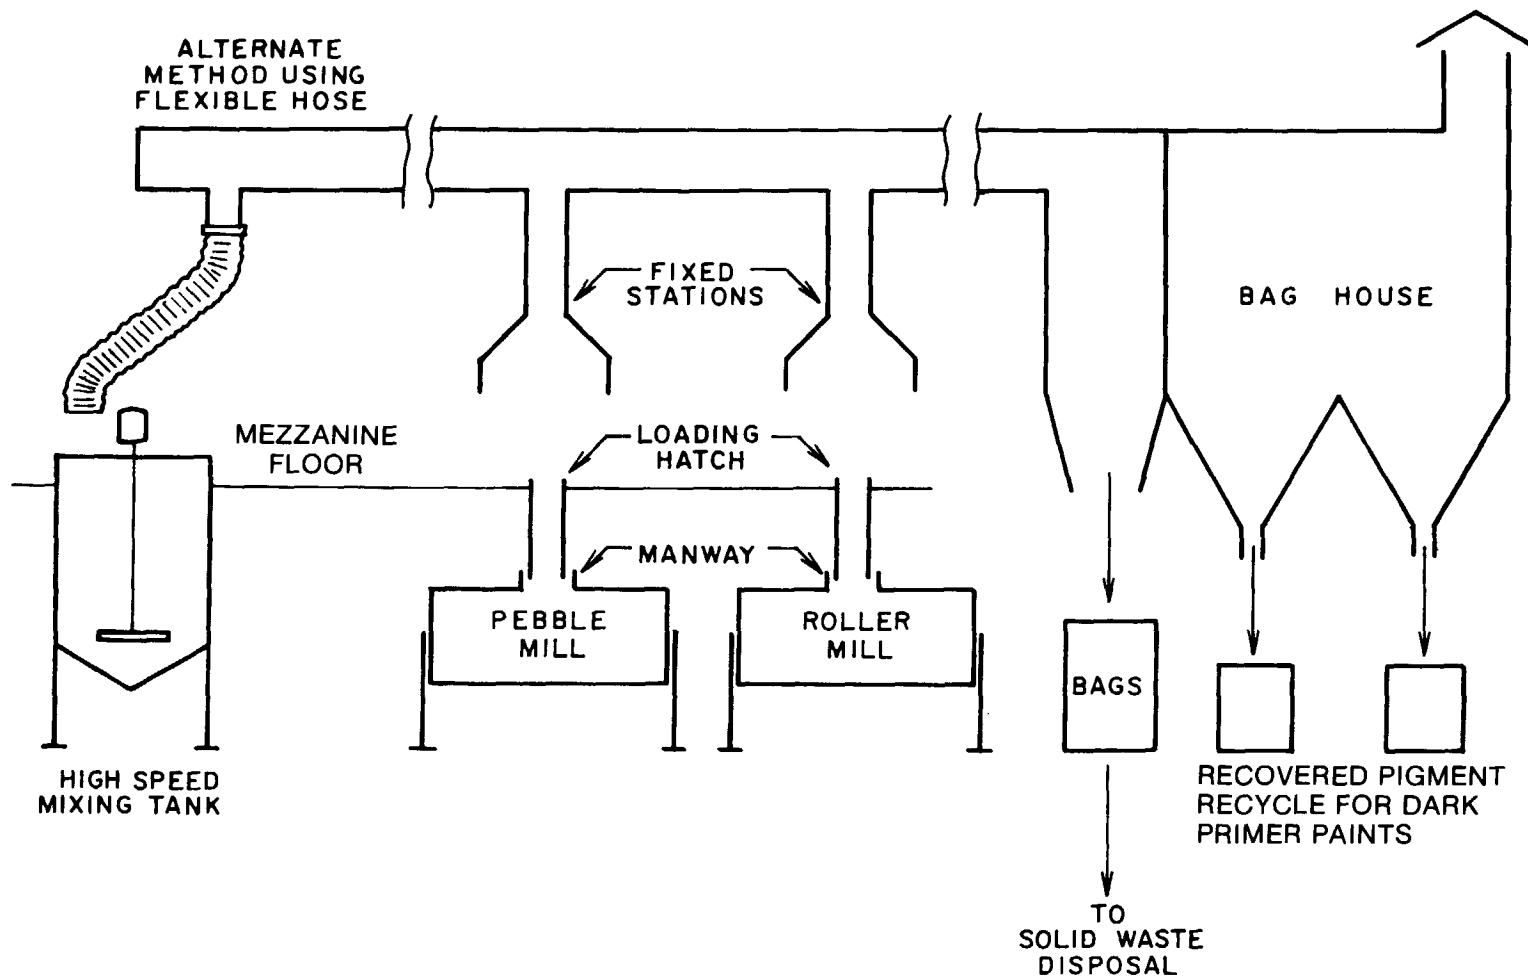 ALTERNATE
METHOD USING
FLEXIBLE HOSE
FIXED
STATIONS
BAG HOUSE
MEZZANINE
FLOOR
LOADING
HATCH
MANWAY
PEBBLE
MILL
ROLLER
MILL
BAGS
HIGH SPEED
MIXING TANK
RECOVERED PIGMENT
RECYCLE FOR DARK
PRIMER PAINTS
TO
SOLID WASTE
DISPOSAL